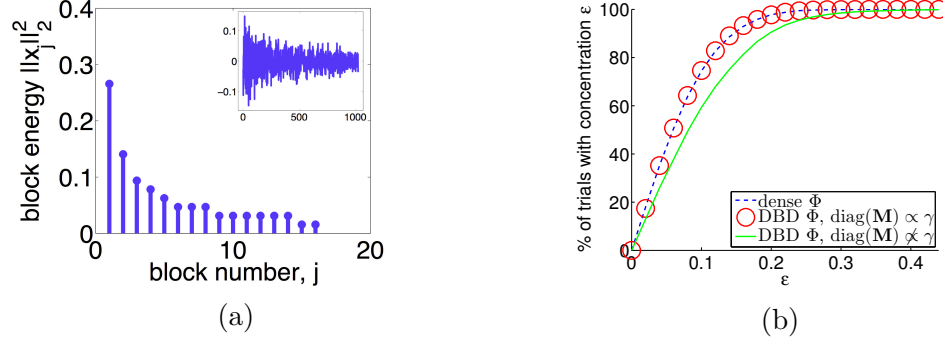 block energy ||x_j||_2^2
0.4
0.3
0.2
0.1
0
0 10 20
block number, j
0.1
0
-0.1
0 500 1000
(a)
% of trials with concentration ε
100
80
60
40
20
0
0 0.1 0.2 0.3 0.4
ε
dense Φ
DBD Φ, diag(M) ∝ γ
DBD Φ, diag(M) ∝̸ γ
(b)